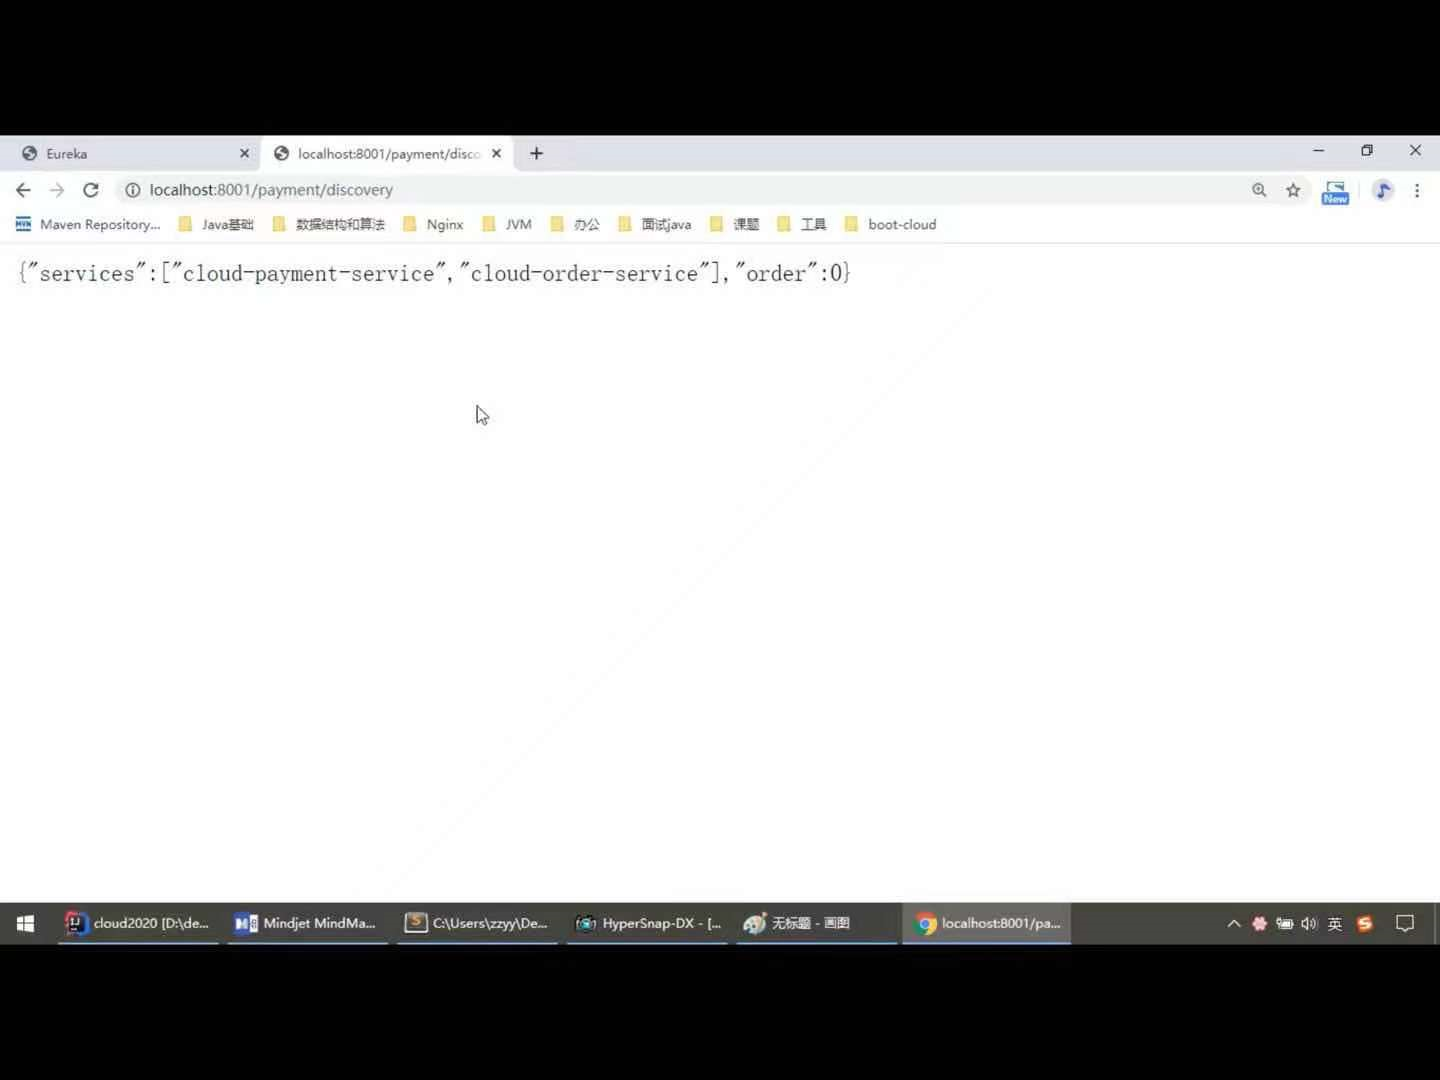 Eureka
localhost:8001/payment/disco
localhost:8001/payment/discovery
New
Maven Repository... Java基础 数据结构和算法 Nginx JVM 办公 面试java 课题 工具 boot-cloud
{"services":["cloud-payment-service","cloud-order-service"],"order":0}
cloud2020 [D:\de... Mindjet MindMa... C:\Users\zzyy\De... HyperSnap-DX - [... 无标题 - 画图 localhost:8001/pa... 英